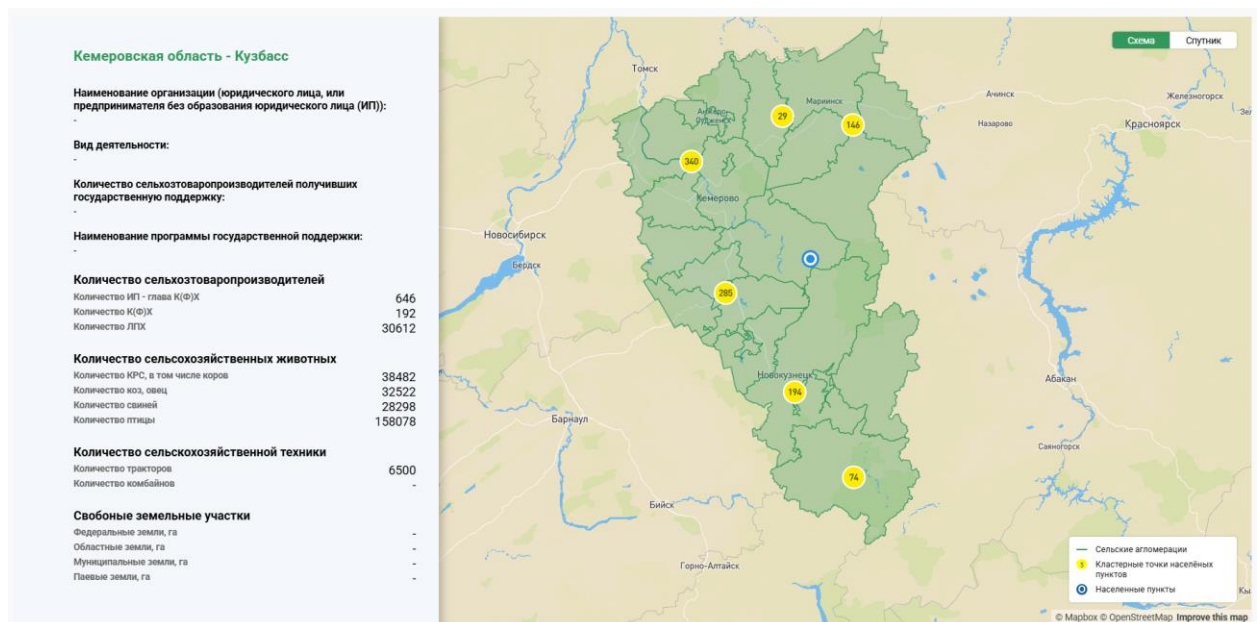 Кемеровская область - Кузбасс
Наименование организации (юридического лица, или
предпринимателя без образования юридического лица (ИП)):
-
Вид деятельности:
-
Количество сельхозтоваропроизводителей получивших
государственную поддержку:
-
Наименование программы государственной поддержки:
-
Количество сельхозтоваропроизводителей
Количество ИП - глава К(Ф)Х 646
Количество К(Ф)Х 192
Количество ЛПХ 30612
Количество сельсохозяйственных животных
Количество КРС, в том числе коров 38482
Количество коз, овец 32522
Количество свиней 28298
Количество птицы 158078
Количество сельскохозяйственной техники
Количество тракторов 6500
Количество комбайнов -
Свобоные земельные участки
Федеральные земли, га -
Областные земли, га -
Муниципальные земли, га -
Паевые земли, га -
Схема Спутник
Томск
Ачинск
Железногорск
Мариинск
29
146
Назарово
Красноярск
340
Кемерово
Новосибирск
Бердск
285
Новокузнецк
194
Абакан
Барнаул
Саяногорск
74
Бийск
Горно-Алтайск
Сельские агломерации
5 Кластерные точки населёных
пунктов
Населенные пункты
© Mapbox © OpenStreetMap Improve this map